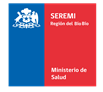 SEREMI
Región del Bío Bío
Ministerio de
Salud